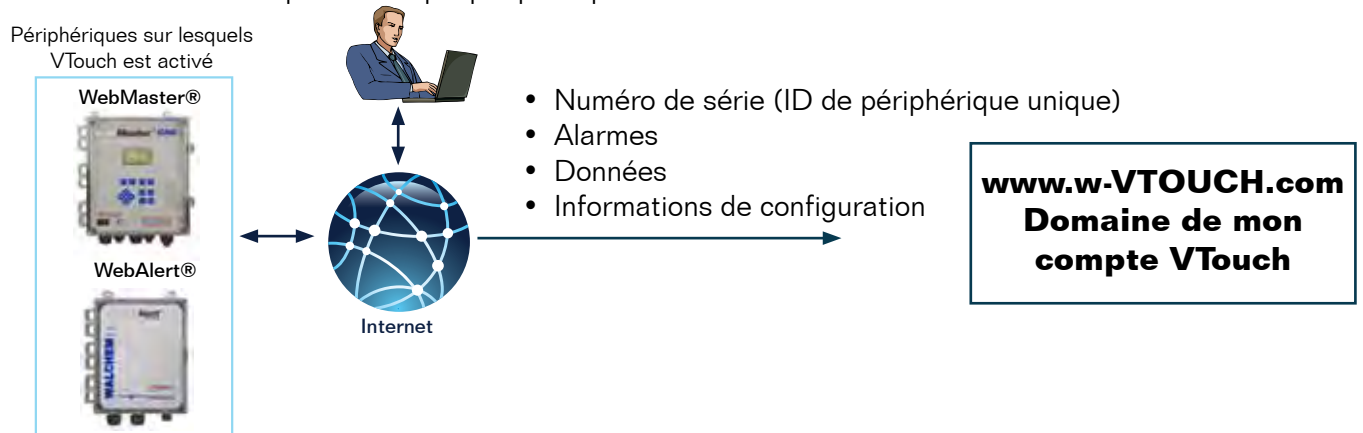 Périphériques sur lesquels
VTouch est activé
WebMaster®
WebAlert®
WALCHEM
Internet
• Numéro de série (ID de périphérique unique)
• Alarmes
• Données
• Informations de configuration
www.w-VTOUCH.com
Domaine de mon
compte VTouch